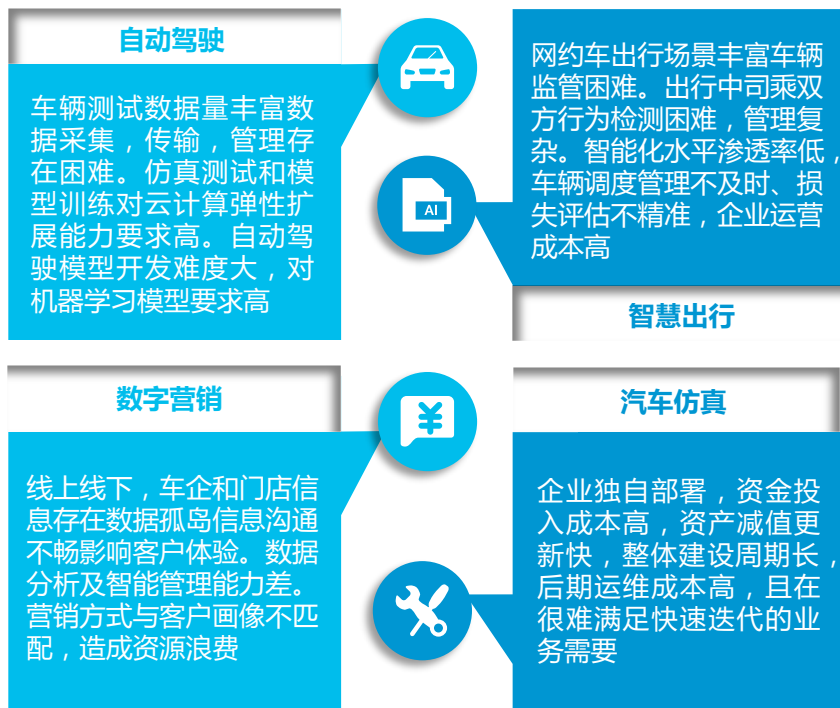 自动驾驶
车辆测试数据量丰富数
据采集，传输，管理存
在困难。仿真测试和模
型训练对云计算弹性扩
展能力要求高。自动驾
驶模型开发难度大，对
机器学习模型要求高
AI
网约车出行场景丰富车辆
监管困难。出行中司乘双
方行为检测困难，管理复
杂。智能化水平渗透率低，
车辆调度管理不及时、损
失评估不精准，企业运营
成本高
智慧出行
数字营销
线上线下，车企和门店信
息存在数据孤岛信息沟通
不畅影响客户体验。数据
分析及智能管理能力差。
营销方式与客户画像不匹
配，造成资源浪费
¥
汽车仿真
企业独自部署，资金投
入成本高，资产减值更
新快，整体建设周期长，
后期运维成本高，且在
很难满足快速迭代的业
务需要